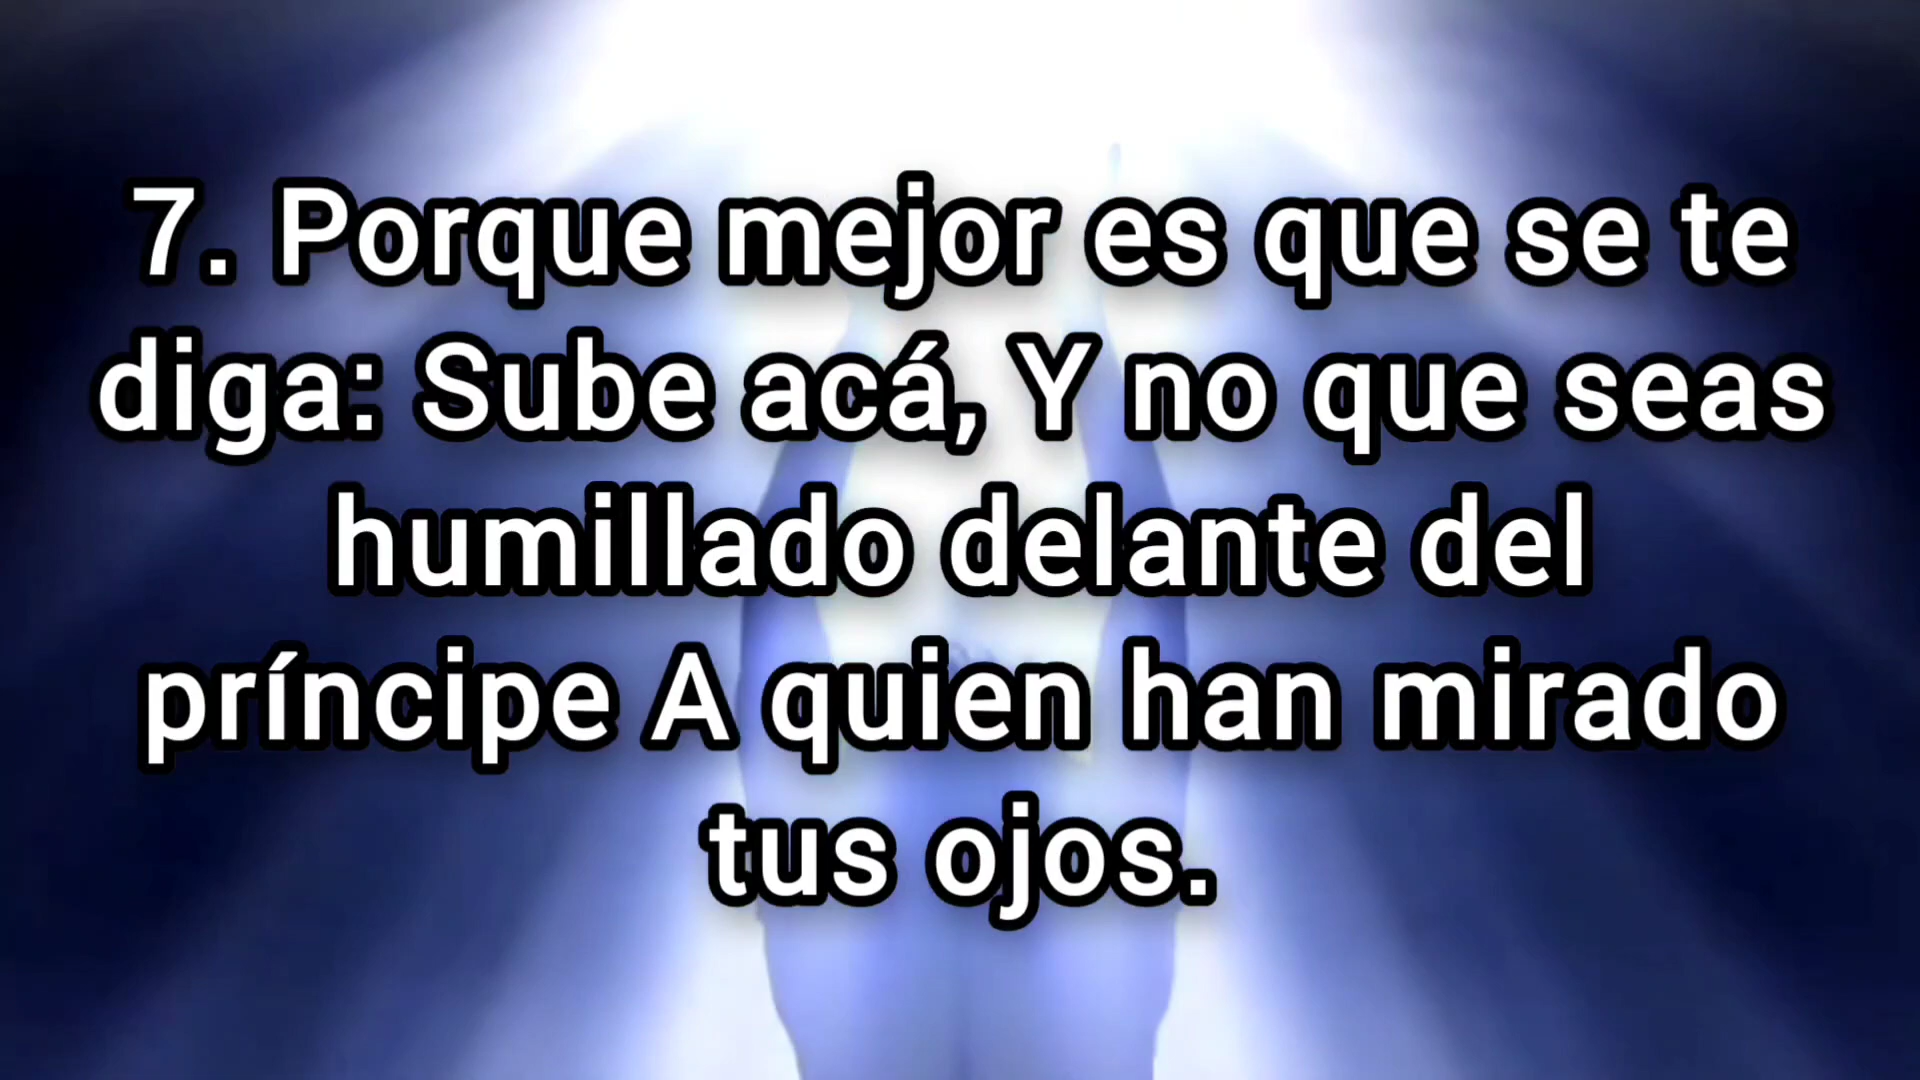 7. Porque mejor es que se te
diga: Sube acá, Y no que seas
humillado delante del
príncipe A quien han mirado
tus ojos.